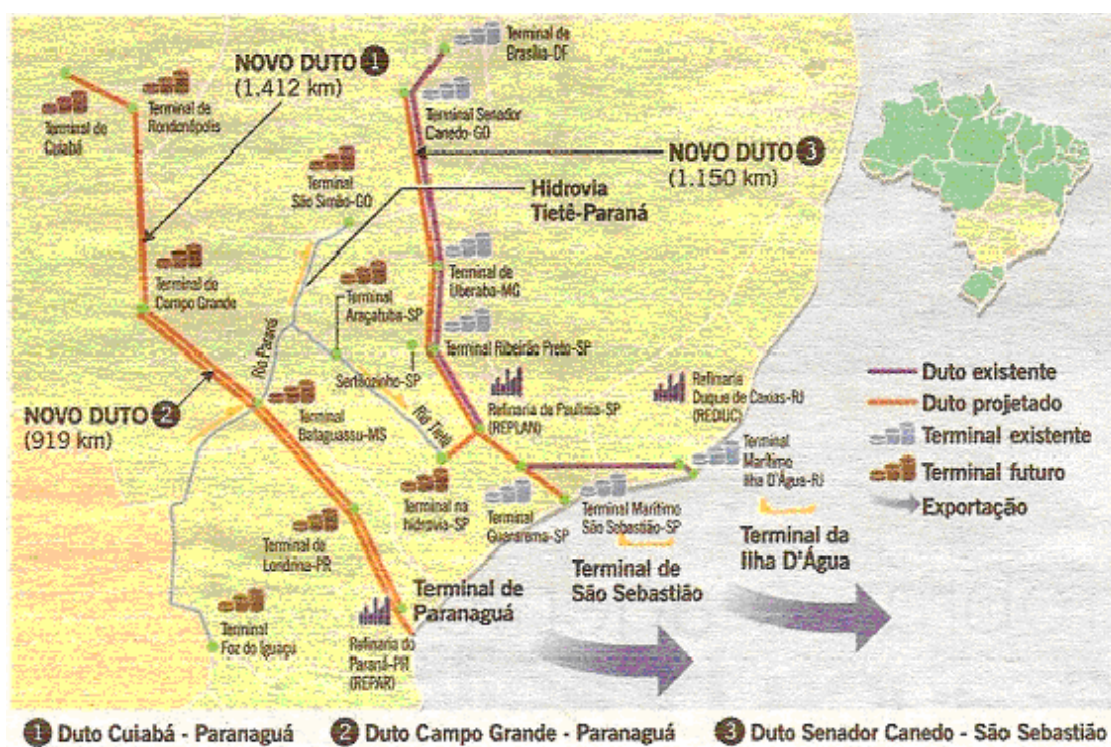 Terminal de
Brasília-DF
NOVO DUTO 1
(1.412 km)
Terminal de
Rondonópolis
Terminal de
Cuiabá
Terminal Senador
Canedo-GO
NOVO DUTO 3
(1.150 km)
Terminal
São Simão-GO
Hidrovia
Tietê-Paraná
Terminal de
Campo Grande
Terminal
Araçatuba-SP
Terminal de
Uberaba-MG
Rio Paraná
Terminal Ribeirão Preto-SP
Sertãozinho-SP
NOVO DUTO 2
(919 km)
Terminal
Bataguassu-MS
Rio Tietê
Refinaria de Paulínia-SP
(REPLAN)
Refinaria
Duque de Caxias-RJ
(REDUC)
Duto existente
Duto projetado
Terminal existente
Terminal futuro
Exportação
Terminal
Marítimo
Ilha D'Água-RJ
Terminal na
hidrovia-SP
Terminal
Guararema-SP
Terminal Marítimo
São Sebastião-SP
Terminal de
Londrina-PR
Terminal de
São Sebastião
Terminal da
Ilha D'Água
Terminal de
Paranaguá
Terminal
Foz do Iguaçú
Refinaria do
Paraná-PR
(REPAR)
1 Duto Cuiabá - Paranaguá 2 Duto Campo Grande - Paranaguá 3 Duto Senador Canedo - São Sebastião